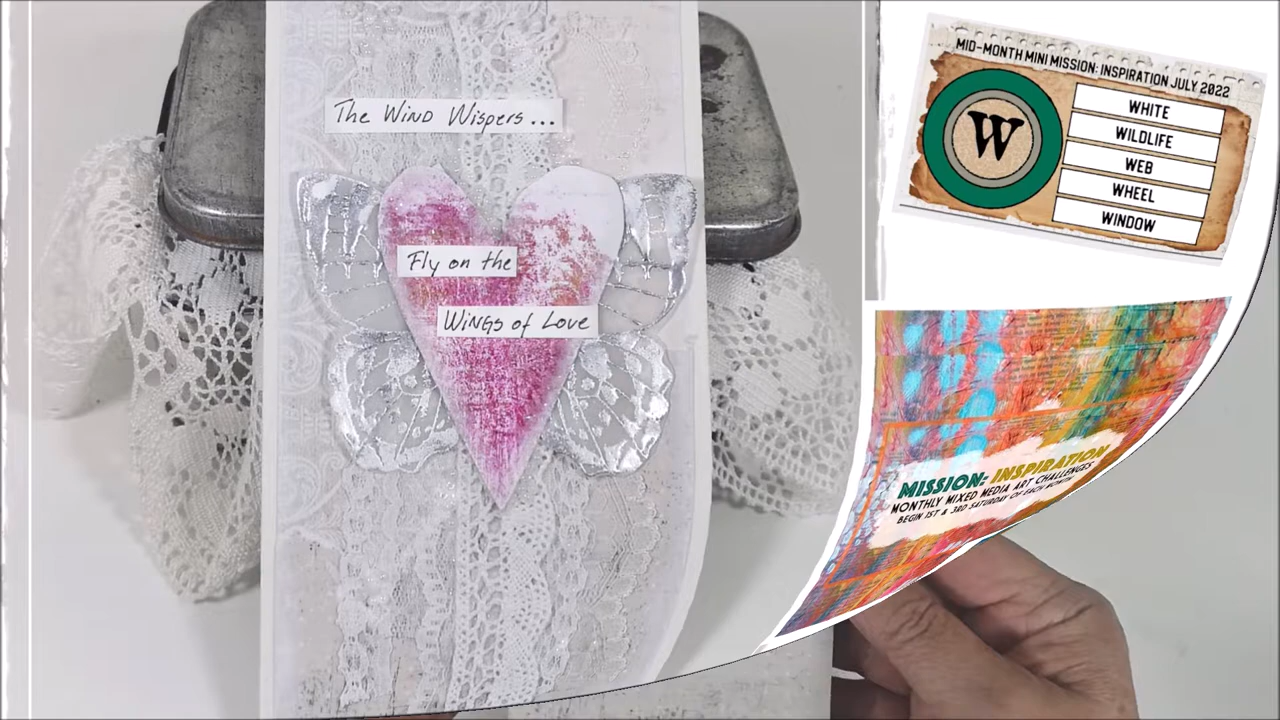 The Wind Wispers...
Fly on the
Wings of Love
MID-MONTH MINI MISSION: INSPIRATION JULY 2022
W
WHITE
WILDLIFE
WEB
WHEEL
WINDOW
MISSION: INSPIRATION
MONTHLY MIXED MEDIA ART CHALLENGES
BEGIN 1ST & 3RD SATURDAY OF EACH MONTH